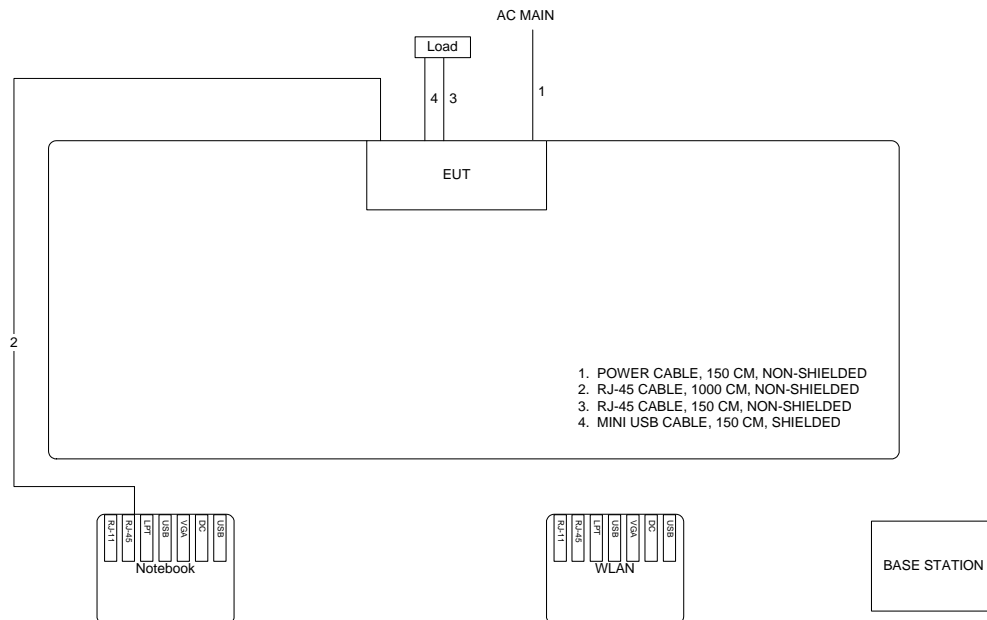 AC MAIN
Load
4 3 1
EUT
2
1. POWER CABLE, 150 CM, NON-SHIELDED
2. RJ-45 CABLE, 1000 CM, NON-SHIELDED
3. RJ-45 CABLE, 150 CM, NON-SHIELDED
4. MINI USB CABLE, 150 CM, SHIELDED
RJ-11
RJ-45
LPT
USB
VGA
DC
USB
Notebook
RJ-11
RJ-45
LPT
USB
VGA
DC
USB
WLAN
BASE STATION